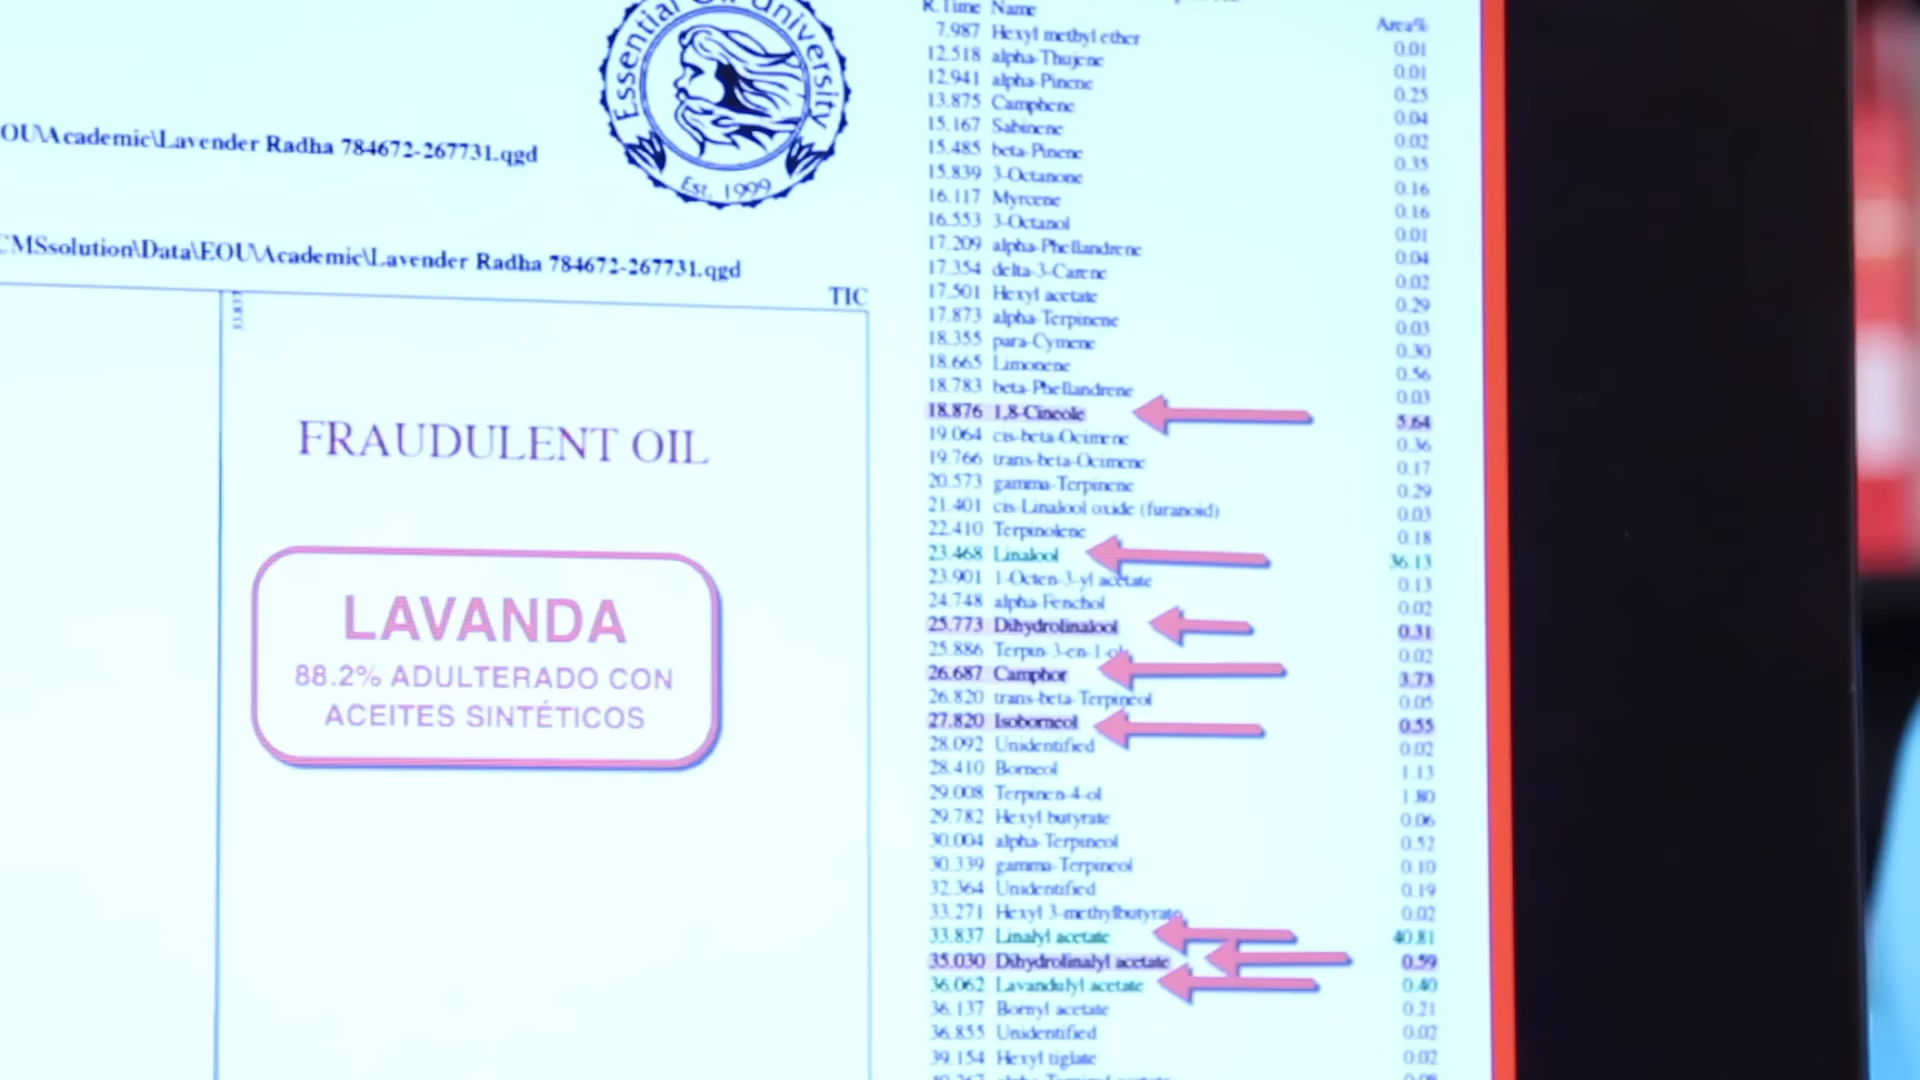 Essential Oil University
Est. 1999
OU\Academic\Lavender Radha 784672-267731.qgd
CMSsolution\Data\EOU\Academic\Lavender Radha 784672-267731.qgd
TIC
33.837
FRAUDULENT OIL
LAVANDA
88.2% ADULTERADO CON
ACEITES SINTÉTICOS
R.Time Name Area%
7.987 Hexyl methyl ether 0.01
12.518 alpha-Thujene 0.01
12.941 alpha-Pinene 0.25
13.875 Camphene 0.04
15.167 Sabinene 0.02
15.485 beta-Pinene 0.35
15.839 3-Octanone 0.16
16.117 Myrcene 0.16
16.553 3-Octanol 0.01
17.209 alpha-Phellandrene 0.04
17.354 delta-3-Carene 0.02
17.501 Hexyl acetate 0.29
17.873 alpha-Terpinene 0.03
18.355 para-Cymene 0.30
18.665 Limonene 0.56
18.783 beta-Phellandrene 0.03
18.876 1,8-Cineole 5.64
19.064 cis-beta-Ocimene 0.36
19.766 trans-beta-Ocimene 0.17
20.573 gamma-Terpinene 0.29
21.401 cis-Linalool oxide (furanoid) 0.03
22.410 Terpinolene 0.18
23.468 Linalool 36.13
23.901 1-Octen-3-yl acetate 0.13
24.748 alpha-Fenchol 0.02
25.773 Dihydrolinalool 0.31
25.886 Terpin-3-en-1-ol 0.02
26.687 Camphor 3.73
26.820 trans-beta-Terpineol 0.05
27.820 Isoborneol 0.55
28.092 Unidentified 0.02
28.410 Borneol 1.13
29.008 Terpinen-4-ol 1.80
29.782 Hexyl butyrate 0.06
30.004 alpha-Terpineol 0.52
30.339 gamma-Terpineol 0.10
32.364 Unidentified 0.19
33.271 Hexyl 3-methylbutyrate 0.02
33.837 Linalyl acetate 40.81
35.030 Dihydrolinalyl acetate 0.59
36.062 Lavandulyl acetate 0.40
36.137 Bornyl acetate 0.21
36.855 Unidentified 0.02
39.154 Hexyl tiglate 0.02